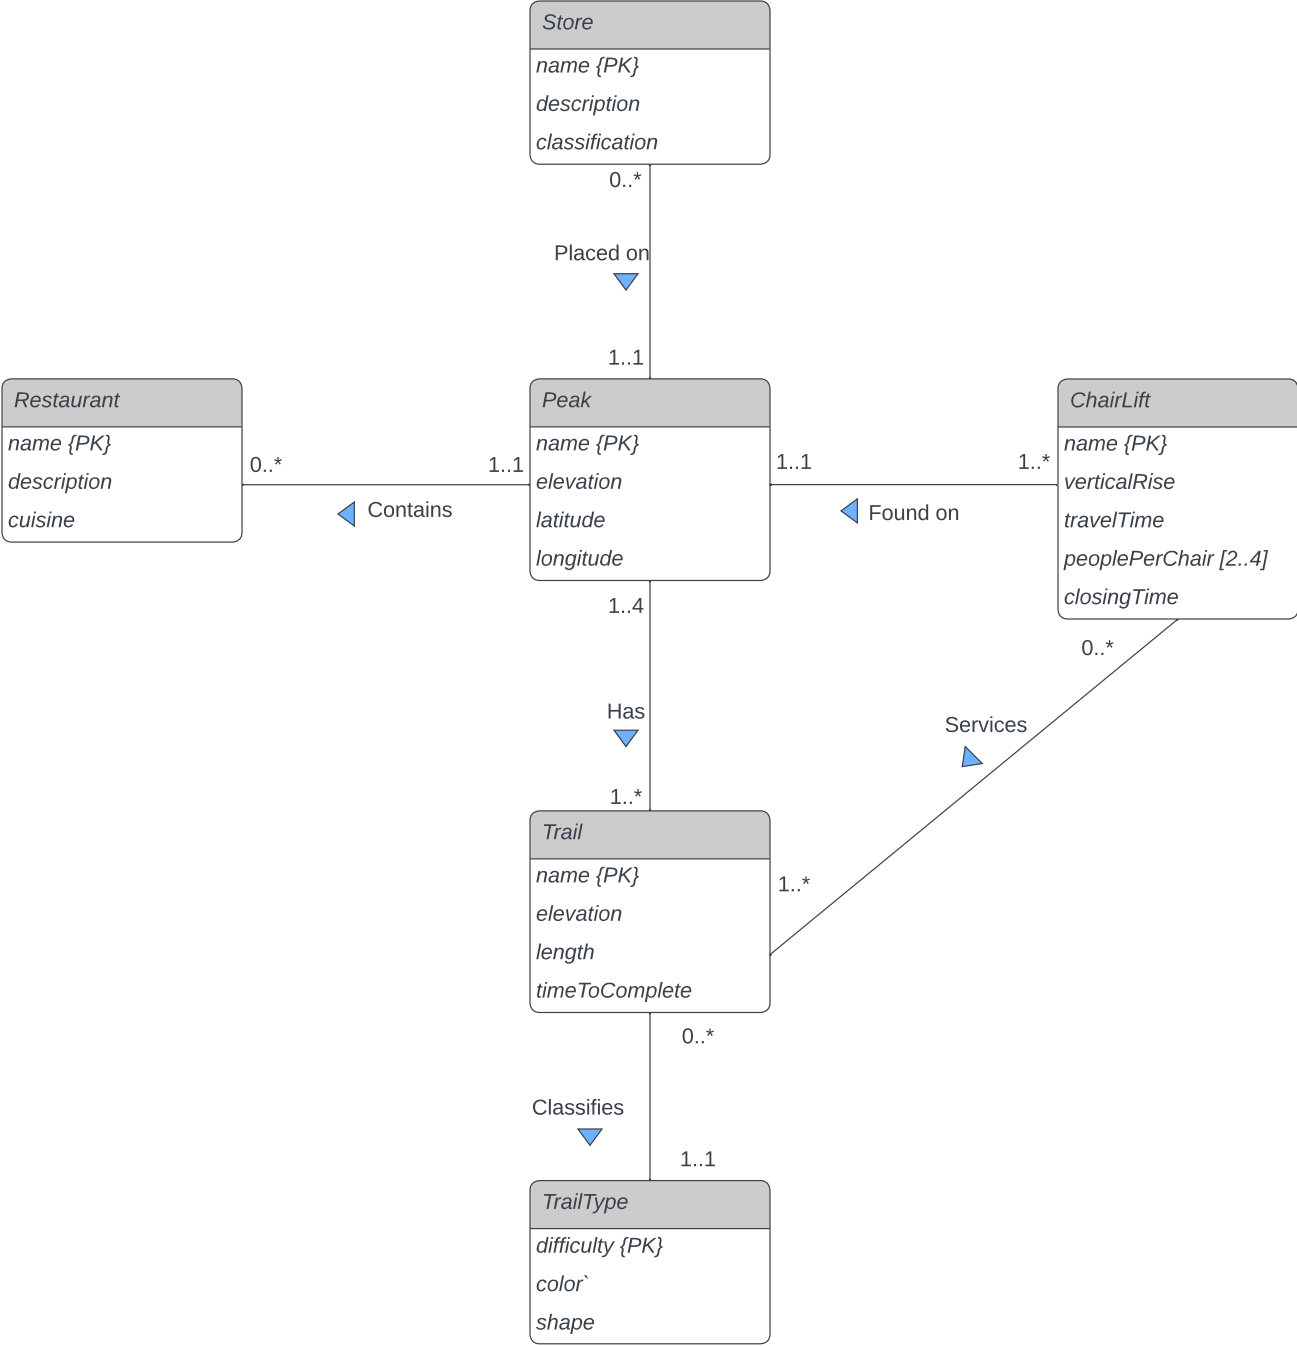 Store
name {PK}
description
classification
0..*
Placed on
1..1
Restaurant
name {PK}
description
cuisine
0..*
1..1
Contains
Peak
name {PK}
elevation
latitude
longitude
1..1
1..*
Found on
ChairLift
name {PK}
verticalRise
travelTime
peoplePerChair [2..4]
closingTime
1..4
Has
1..*
0..*
Services
1..*
Trail
name {PK}
elevation
length
timeToComplete
0..*
Classifies
1..1
TrailType
difficulty {PK}
color`
shape